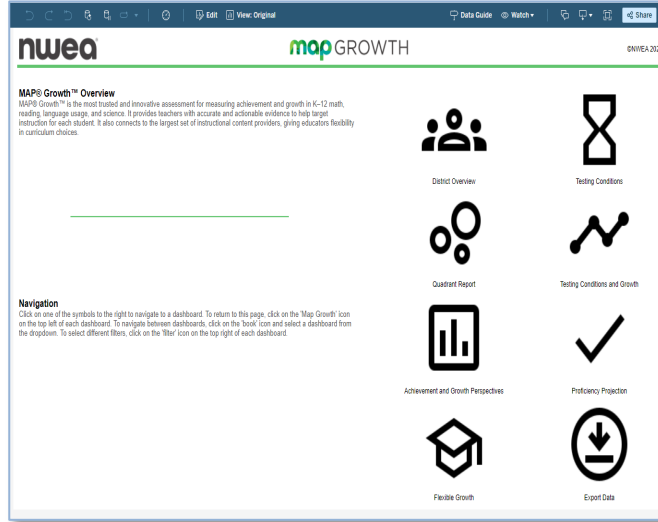 Edit
View: Original
Data Guide
Watch
Share
nwea
map GROWTH
©NWEA 202
MAP® Growth™ Overview
MAP® Growth™ is the most trusted and innovative assessment for measuring achievement and growth in K–12 math,
reading, language usage, and science. It provides teachers with accurate and actionable evidence to help target
instruction for each student. It also connects to the largest set of instructional content providers, giving educators flexibility
in curriculum choices.
District Overview
Testing Conditions
Quadrant Report
Testing Conditions and Growth
Navigation
Click on one of the symbols to the right to navigate to a dashboard. To return to this page, click on the 'Map Growth' icon
on the top left of each dashboard. To navigate between dashboards, click on the 'book' icon and select a dashboard from
the dropdown. To select different filters, click on the 'filter' icon on the top right of each dashboard.
Achievement and Growth Perspectives
Proficiency Projection
Flexible Growth
Export Data